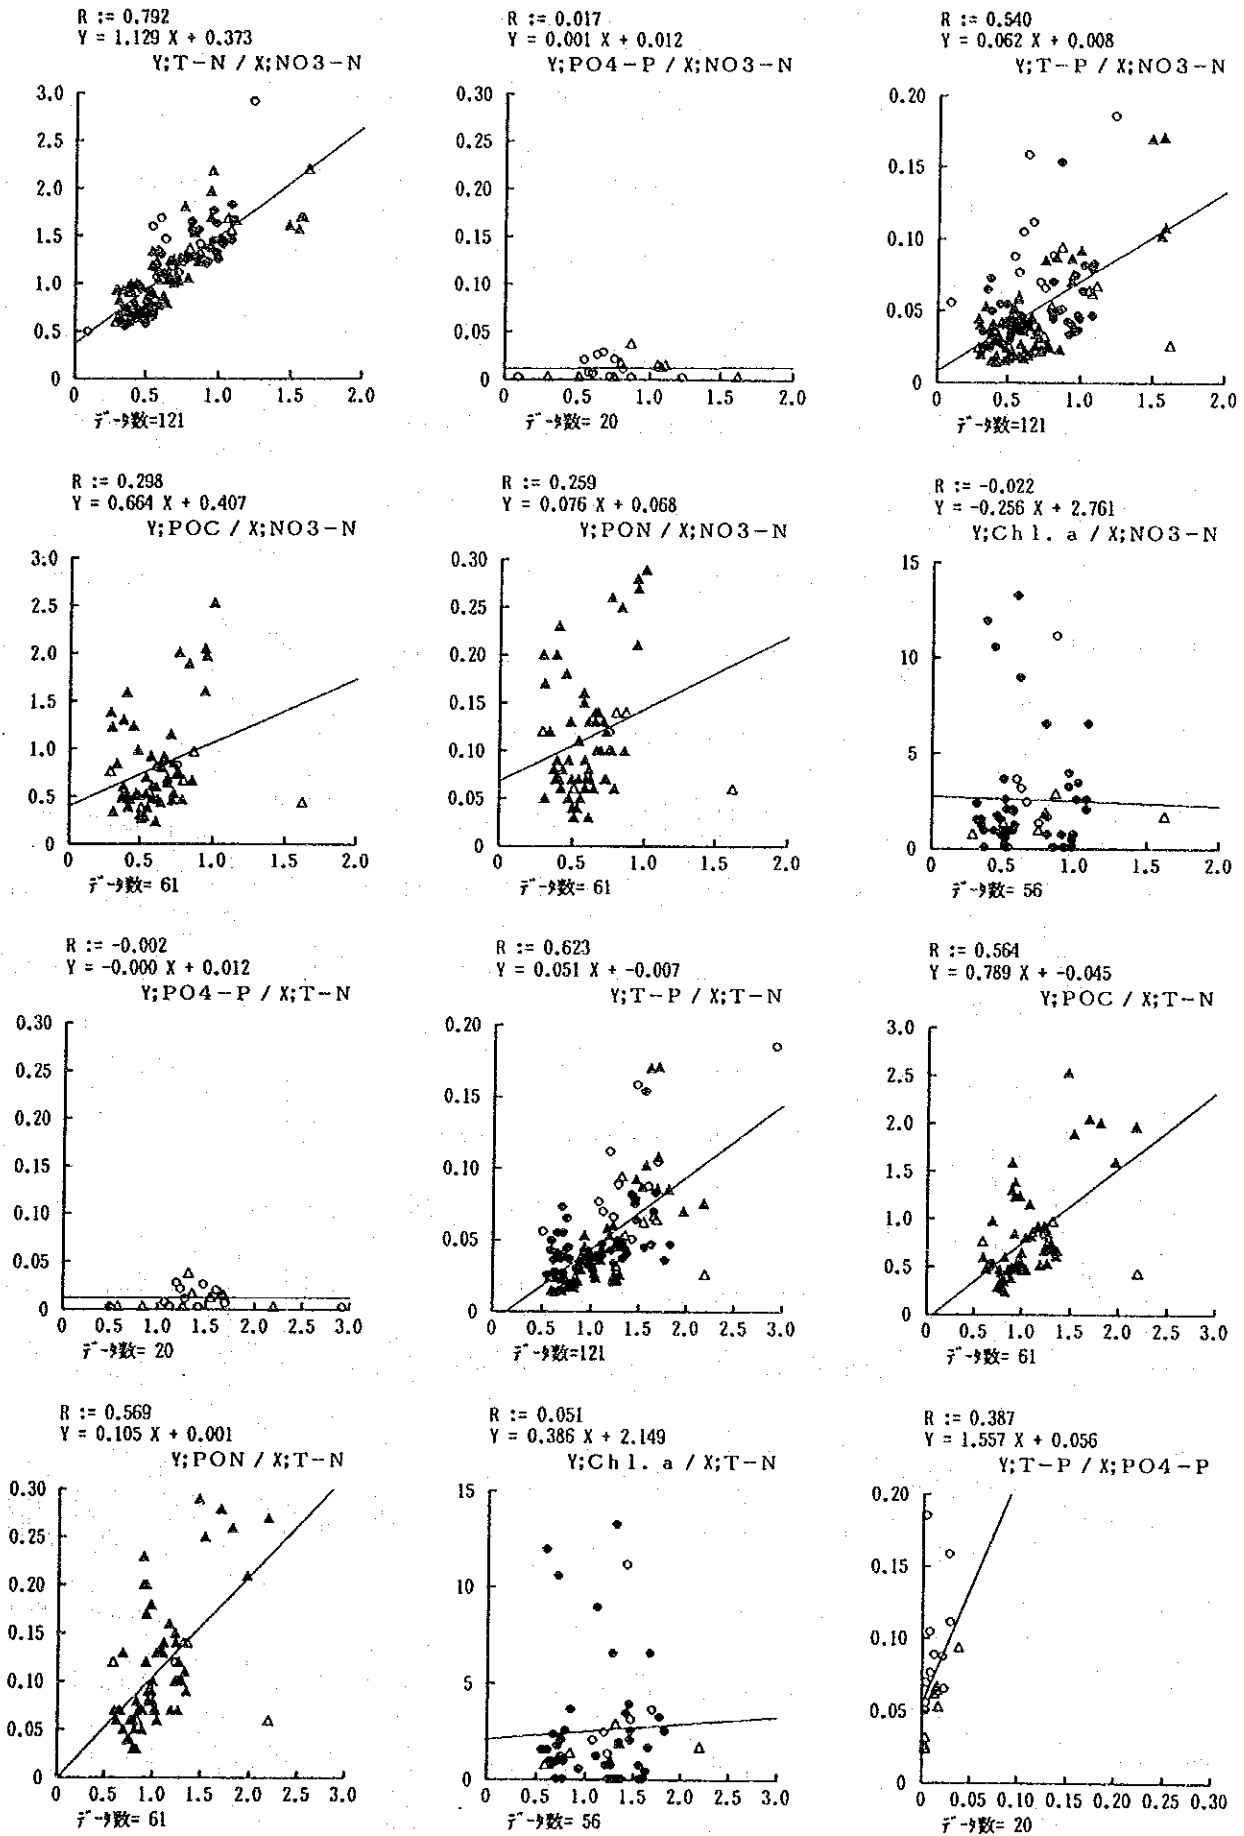 R := 0.792
Y = 1.129 X + 0.373
Y;T-N / X;NO3-N
3.0
2.5
2.0
1.5
1.0
0.5
0
0 0.5 1.0 1.5 2.0
データ数=121
R := 0.017
Y = 0.001 X + 0.012
Y;PO4-P / X;NO3-N
0.30
0.25
0.20
0.15
0.10
0.05
0
0 0.5 1.0 1.5 2.0
データ数= 20
R := 0.540
Y = 0.062 X + 0.008
Y;T-P / X;NO3-N
0.20
0.15
0.10
0.05
0
0 0.5 1.0 1.5 2.0
データ数=121
R := 0.298
Y = 0.664 X + 0.407
Y;POC / X;NO3-N
3.0
2.5
2.0
1.5
1.0
0.5
0
0 0.5 1.0 1.5 2.0
データ数= 61
R := 0.259
Y = 0.076 X + 0.068
Y;PON / X;NO3-N
0.30
0.25
0.20
0.15
0.10
0.05
0
0 0.5 1.0 1.5 2.0
データ数= 61
R := -0.022
Y = -0.256 X + 2.761
Y;Chl. a / X;NO3-N
15
10
5
0
0 0.5 1.0 1.5 2.0
データ数= 56
R := -0.002
Y = -0.000 X + 0.012
Y;PO4-P / X;T-N
0.30
0.25
0.20
0.15
0.10
0.05
0
0 0.5 1.0 1.5 2.0 2.5 3.0
データ数= 20
R := 0.623
Y = 0.051 X + -0.007
Y;T-P / X;T-N
0.20
0.15
0.10
0.05
0
0 0.5 1.0 1.5 2.0 2.5 3.0
データ数=121
R := 0.564
Y = 0.789 X + -0.045
Y;POC / X;T-N
3.0
2.5
2.0
1.5
1.0
0.5
0
0 0.5 1.0 1.5 2.0 2.5 3.0
データ数= 61
R := 0.569
Y = 0.105 X + 0.001
Y;PON / X;T-N
0.30
0.25
0.20
0.15
0.10
0.05
0
0 0.5 1.0 1.5 2.0 2.5 3.0
データ数= 61
R := 0.051
Y = 0.386 X + 2.149
Y;Chl. a / X;T-N
15
10
5
0
0 0.5 1.0 1.5 2.0 2.5 3.0
データ数= 56
R := 0.387
Y = 1.557 X + 0.056
Y;T-P / X;PO4-P
0.20
0.15
0.10
0.05
0
0 0.05 0.10 0.15 0.20 0.25 0.30
データ数= 20